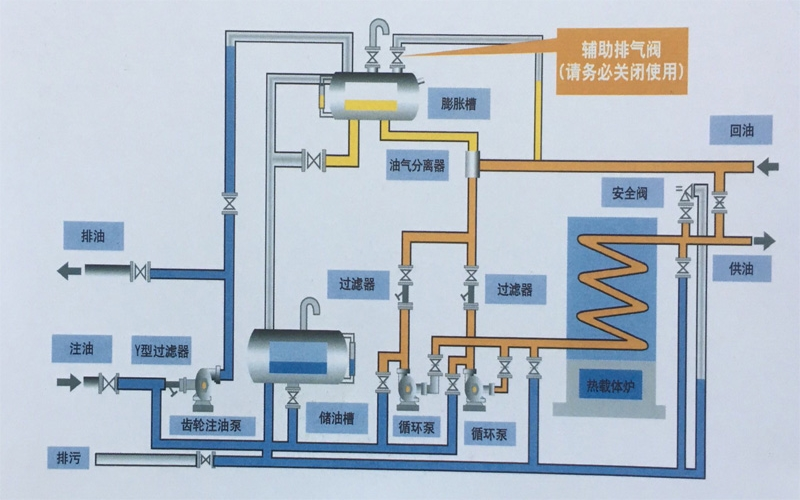 辅助排气阀
(请务必关闭使用)
膨胀槽
回油
油气分离器
安全阀
排油
供油
过滤器
过滤器
注油
Y型过滤器
热载体炉
齿轮注油泵
储油槽
循环泵
循环泵
排污